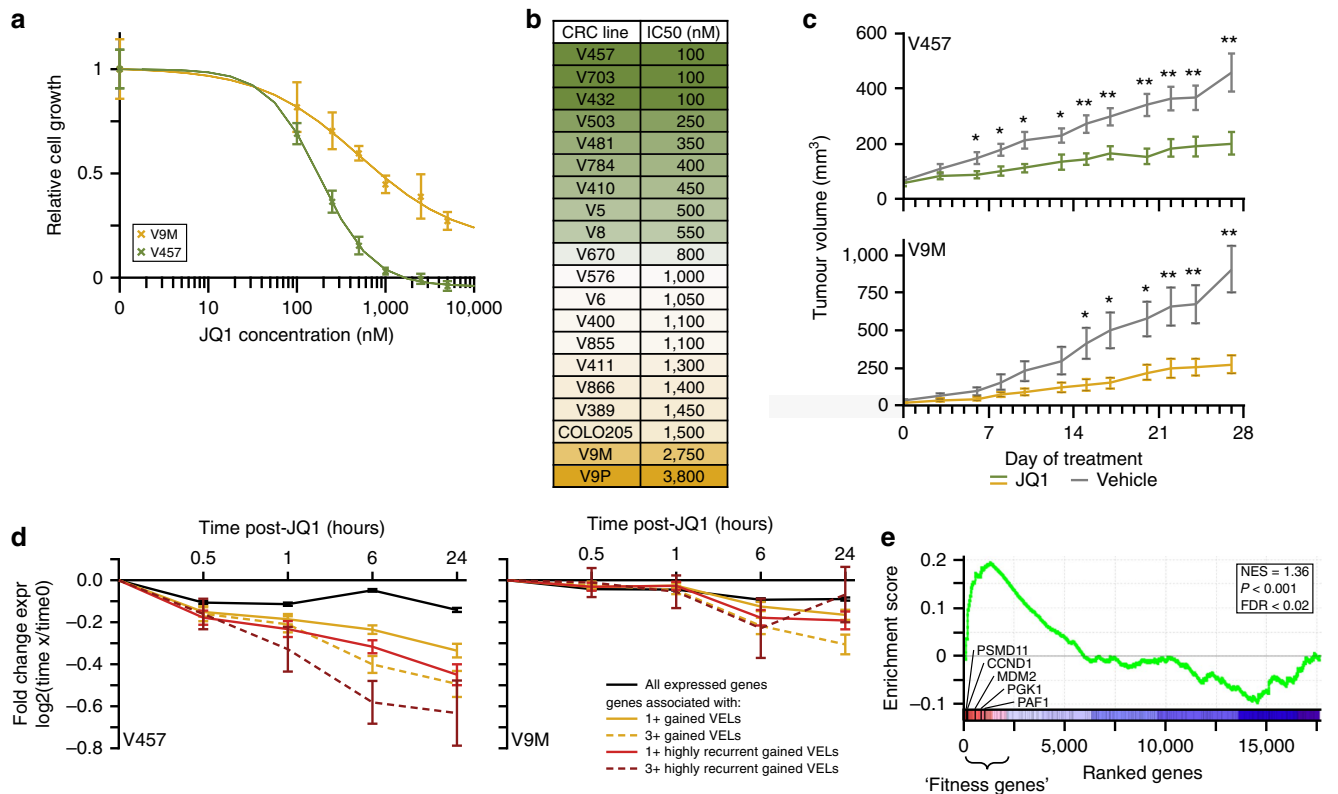 a
1
0.5
0
Relative cell growth
V9M
V457
0 10 100 1,000 10,000
JQ1 concentration (nM)
b
CRC line IC50 (nM)
V457 100
V703 100
V432 100
V503 250
V481 350
V784 400
V410 450
V5 500
V8 550
V670 800
V576 1,000
V6 1,050
V400 1,100
V855 1,100
V411 1,300
V866 1,400
V389 1,450
COLO205 1,500
V9M 2,750
V9P 3,800
c
V457
600
400
200
0
* * * * ** ** ** ** ** **
Tumour volume (mm3)
V9M
1,000
750
500
250
0
* * * ** ** **
0 7 14 21 28
Day of treatment
JQ1 Vehicle
d
Time post-JQ1 (hours)
0.5 1 6 24
0.0
−0.2
−0.4
−0.6
−0.8
Fold change expr
log2(time x/time0)
V457
Time post-JQ1 (hours)
0.5 1 6 24
V9M
All expressed genes
genes associated with:
1+ gained VELs
3+ gained VELs
1+ highly recurrent gained VELs
3+ highly recurrent gained VELs
e
0.2
0.1
0
−0.1
Enrichment score
NES = 1.36
P < 0.001
FDR < 0.02
PSMD11
CCND1
MDM2
PGK1
PAF1
0 5,000 10,000 15,000
Ranked genes
‘Fitness genes’